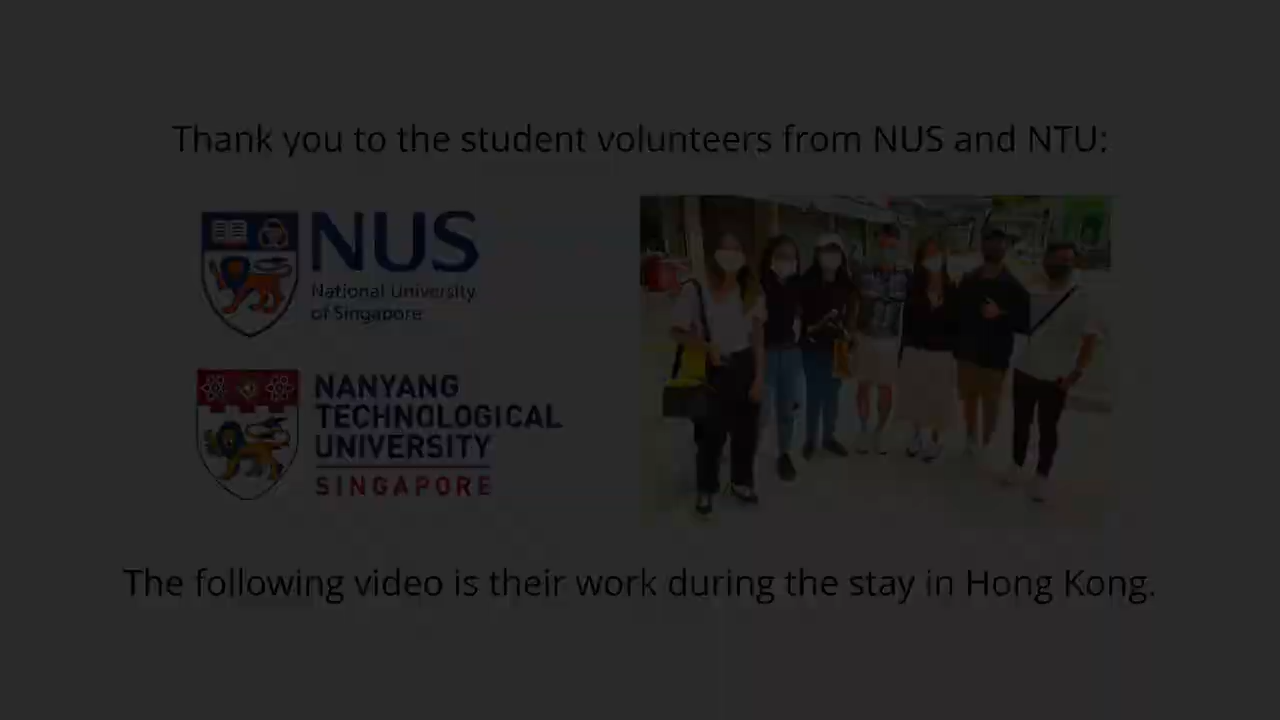 Thank you to the student volunteers from NUS and NTU:
NUS
National University
of Singapore
NANYANG
TECHNOLOGICAL
UNIVERSITY
SINGAPORE
The following video is their work during the stay in Hong Kong.